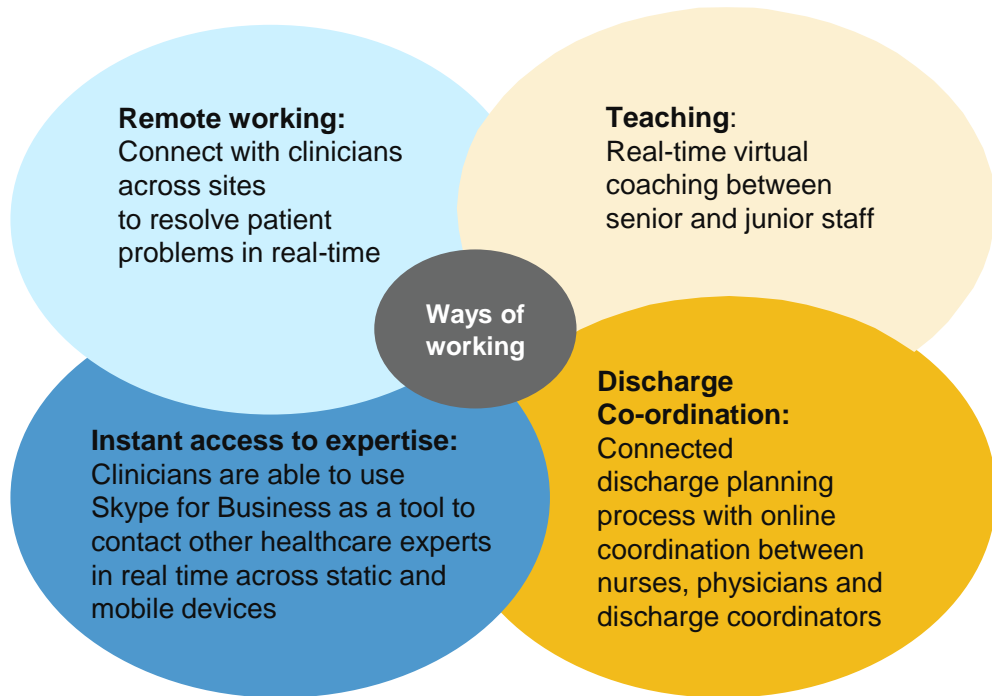 Remote working:
Connect with clinicians
across sites
to resolve patient
problems in real-time
Teaching:
Real-time virtual
coaching between
senior and junior staff
Ways of
working
Instant access to expertise:
Clinicians are able to use
Skype for Business as a tool to
contact other healthcare experts
in real time across static and
mobile devices
Discharge
Co-ordination:
Connected
discharge planning
process with online
coordination between
nurses, physicians and
discharge coordinators